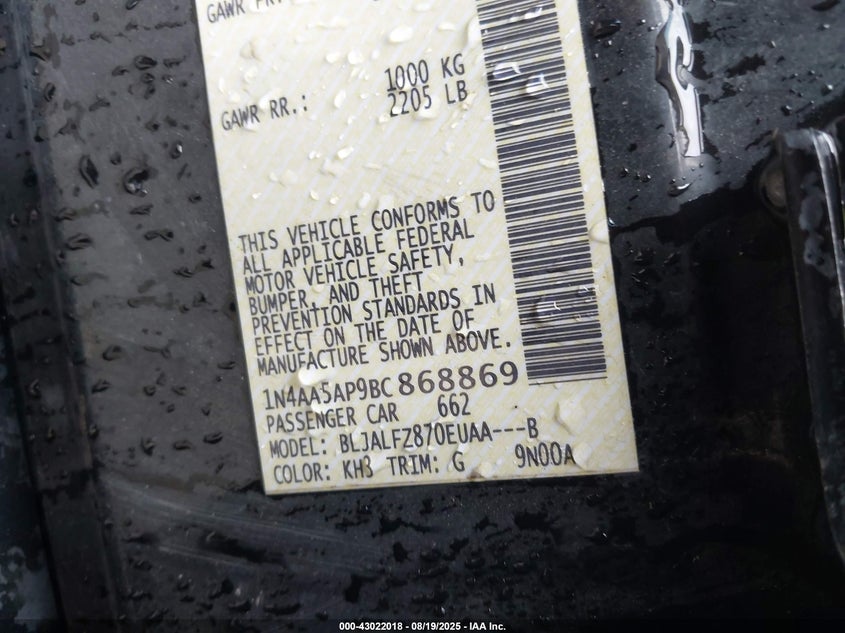 GAWR FR.
1000 KG
GAWR RR.: 2205 LB
THIS VEHICLE CONFORMS TO
ALL APPLICABLE FEDERAL
MOTOR VEHICLE SAFETY,
BUMPER, AND THEFT
PREVENTION STANDARDS IN
EFFECT ON THE DATE OF
MANUFACTURE SHOWN ABOVE.
1N4AA5AP9BC868869
PASSENGER CAR 662
MODEL: BLJALFZ870EUAA---B
COLOR: KH3 TRIM: G 9N00A
000-43022018 - 08/19/2025 - IAA Inc.